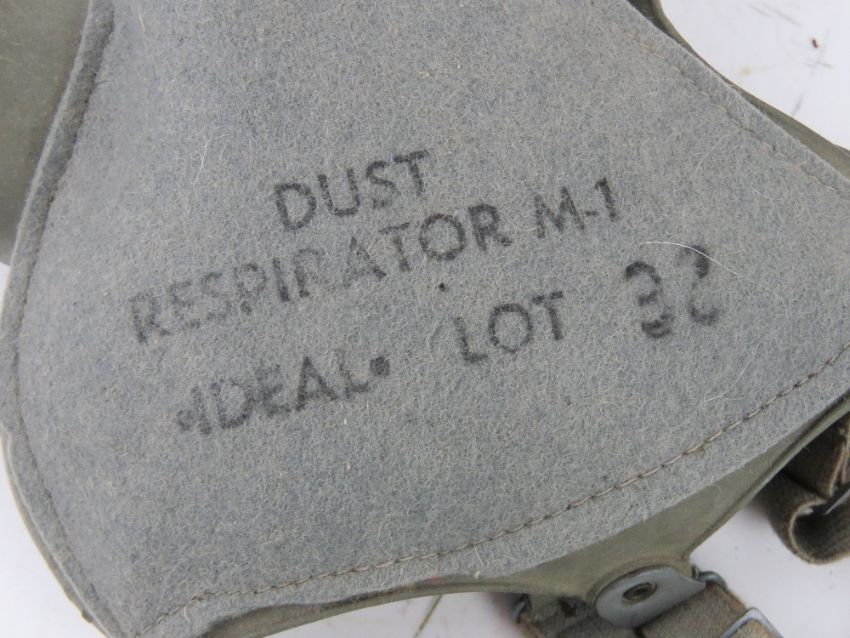 DUST
RESPIRATOR M-1
•IDEAL• LOT 32